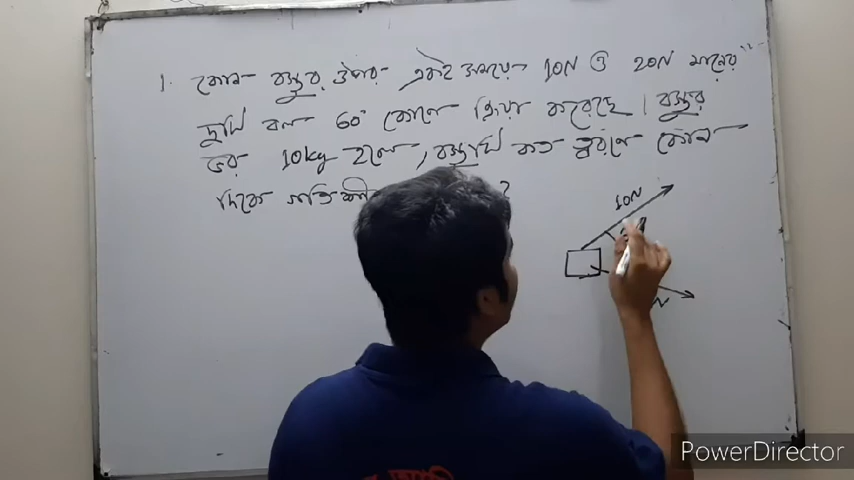 1. কোন বস্তুর উপর একই সময়ে 10N ও 20N মানের
দুটি বল 60° কোণে ক্রিয়া করেছে। বস্তুর
ভর 10kg হলে, বস্তুটি কত ত্বরণে কোন
দিকে ?
10N
N
PowerDirector